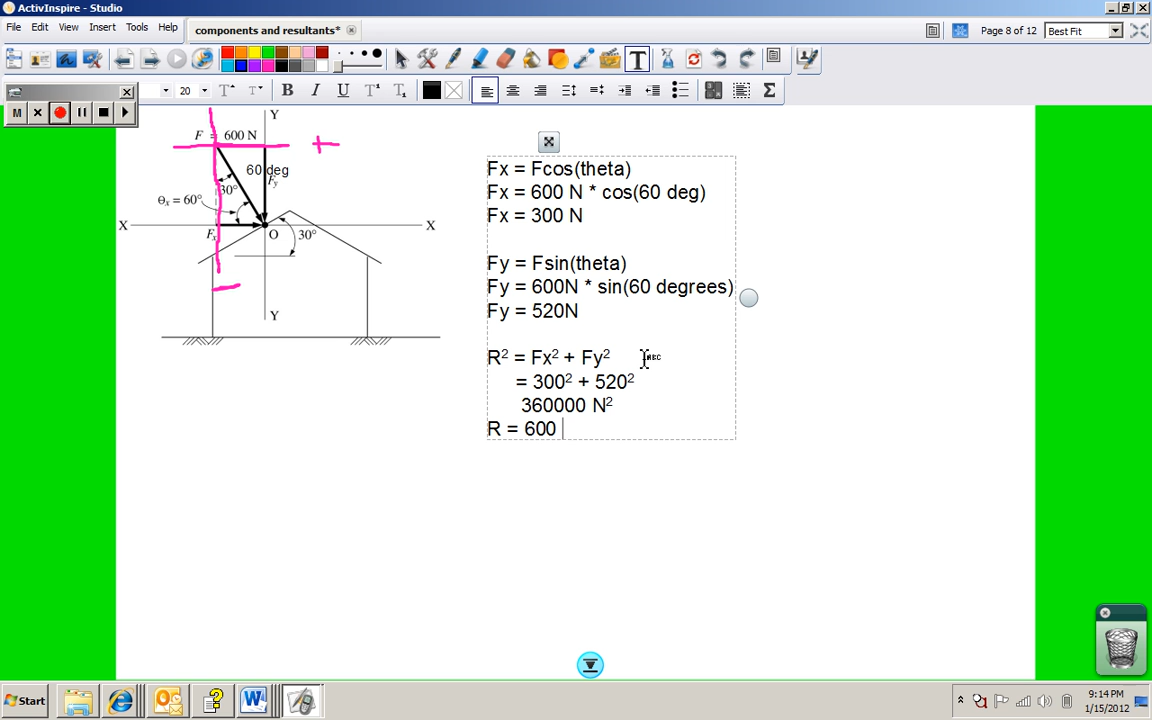 ActivInspire - Studio
File Edit View Insert Tools Help
components and resultants*
Page 8 of 12
Best Fit
20
B I U
M
Y
F = 600 N
+
60 deg
Fy
30°
θx = 60°
X
X
Fx
O
30°
Y
Fx = Fcos(theta)
Fx = 600 N * cos(60 deg)
Fx = 300 N
Fy = Fsin(theta)
Fy = 600N * sin(60 degrees)
Fy = 520N
R² = Fx² + Fy²
= 300² + 520²
360000 N²
R = 600
Start
9:14 PM
1/15/2012